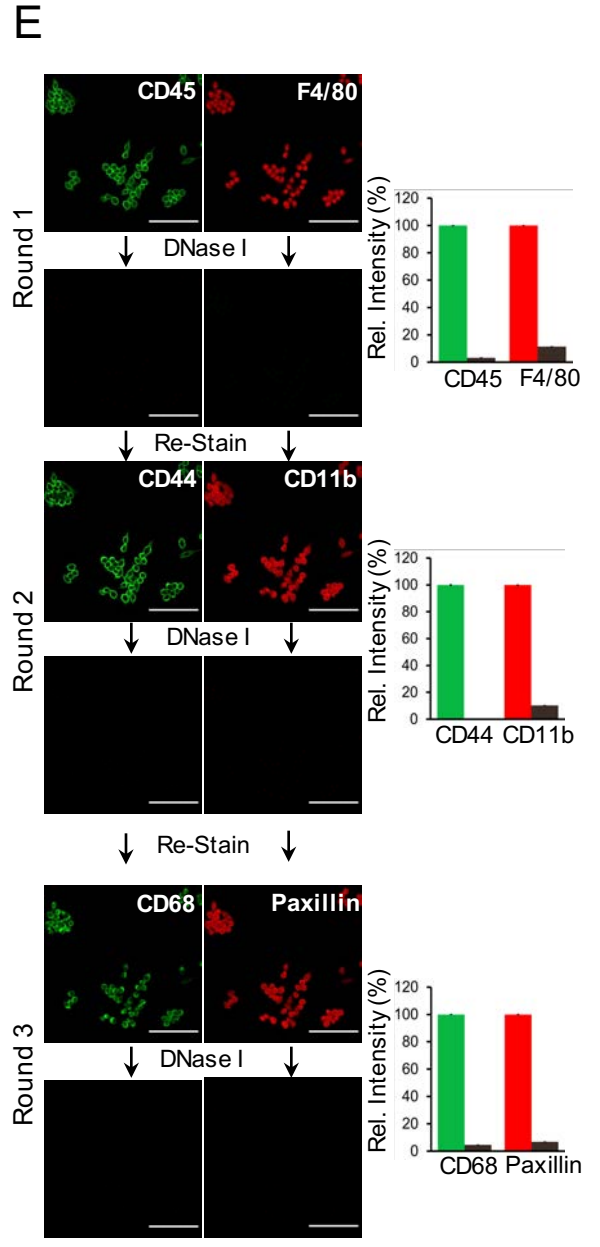 E
Round 1
CD45
F4/80
DNase I
Rel. Intensity (%)
120
100
80
60
40
20
0
CD45 F4/80
Re-Stain
Round 2
CD44
CD11b
DNase I
Rel. Intensity (%)
120
100
80
60
40
20
0
CD44 CD11b
Re-Stain
Round 3
CD68
Paxillin
DNase I
Rel. Intensity (%)
120
100
80
60
40
20
0
CD68 Paxillin